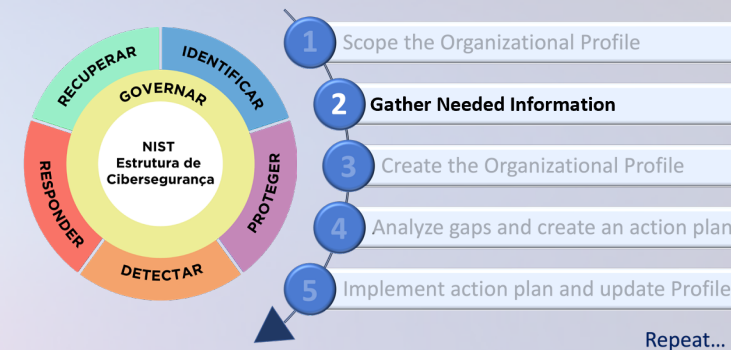 RECUPERAR
IDENTIFICAR
GOVERNAR
NIST
Estrutura de
Cibersegurança
RESPONDER
PROTEGER
DETECTAR
1 Scope the Organizational Profile
2 Gather Needed Information
3 Create the Organizational Profile
4 Analyze gaps and create an action plan
5 Implement action plan and update Profile
Repeat...